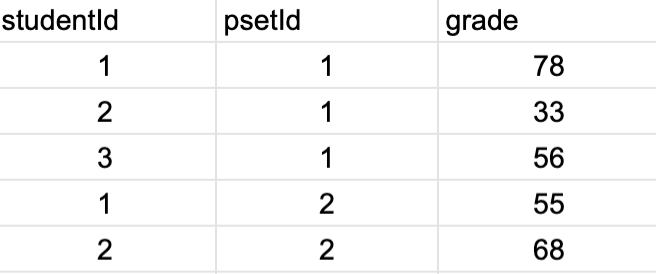 studentId psetId grade
1 1 78
2 1 33
3 1 56
1 2 55
2 2 68